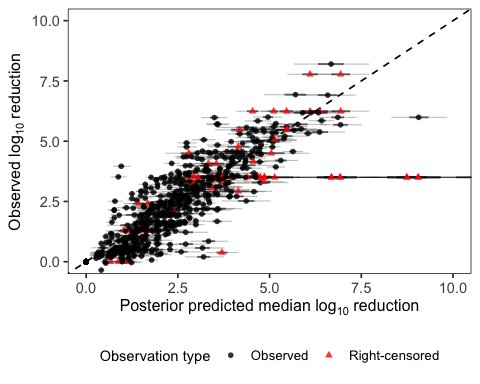 Observed log10 reduction
10.0
7.5
5.0
2.5
0.0
0.0 2.5 5.0 7.5 10.0
Posterior predicted median log10 reduction
Observation type Observed Right-censored